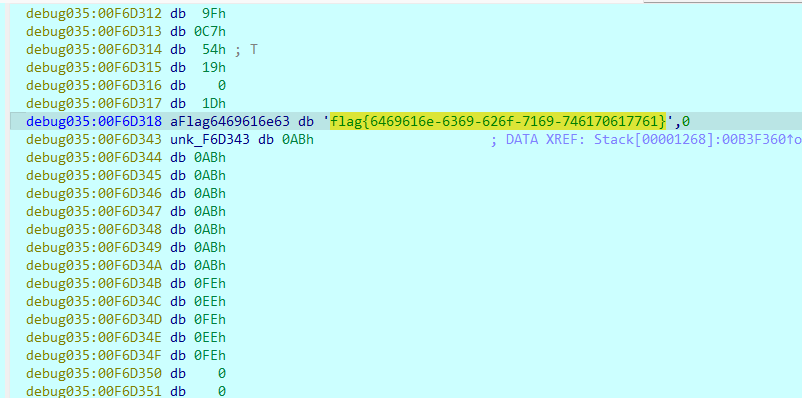 debug035:00F6D312 db 9Fh
debug035:00F6D313 db 0C7h
debug035:00F6D314 db 54h ; T
debug035:00F6D315 db 19h
debug035:00F6D316 db 0
debug035:00F6D317 db 1Dh
debug035:00F6D318 aFlag6469616e63 db 'flag{6469616e-6369-626f-7169-746170617761}',0
debug035:00F6D343 unk_F6D343 db 0ABh ; DATA XREF: Stack[00001268]:00B3F360↑o
debug035:00F6D344 db 0ABh
debug035:00F6D345 db 0ABh
debug035:00F6D346 db 0ABh
debug035:00F6D347 db 0ABh
debug035:00F6D348 db 0ABh
debug035:00F6D349 db 0ABh
debug035:00F6D34A db 0ABh
debug035:00F6D34B db 0FEh
debug035:00F6D34C db 0EEh
debug035:00F6D34D db 0FEh
debug035:00F6D34E db 0EEh
debug035:00F6D34F db 0FEh
debug035:00F6D350 db 0
debug035:00F6D351 db 0